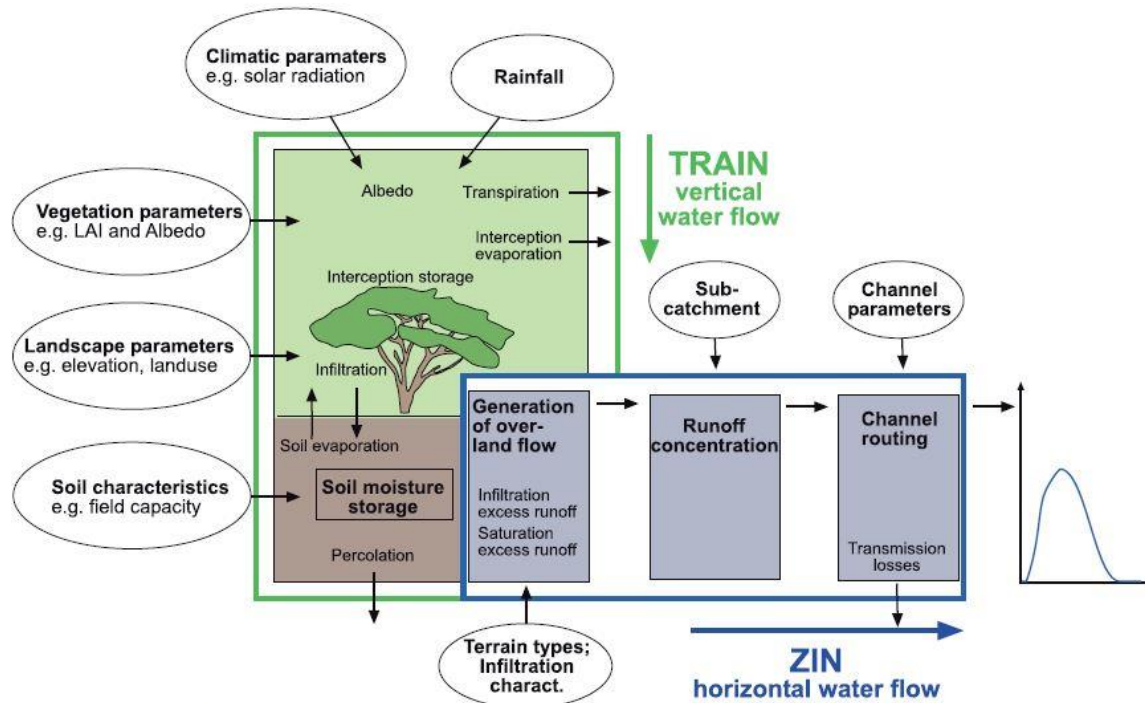 Climatic paramaters
e.g. solar radiation
Rainfall
TRAIN
vertical
water flow
Albedo
Transpiration
Vegetation parameters
e.g. LAI and Albedo
Interception
evaporation
Interception storage
Sub-
catchment
Channel
parameters
Landscape parameters
e.g. elevation, landuse
Infiltration
Generation
of over-
land flow
Runoff
concentration
Channel
routing
Soil evaporation
Soil characteristics
e.g. field capacity
Soil moisture
storage
Infiltration
excess runoff
Saturation
excess runoff
Percolation
Transmission
losses
Terrain types;
Infiltration
charact.
ZIN
horizontal water flow